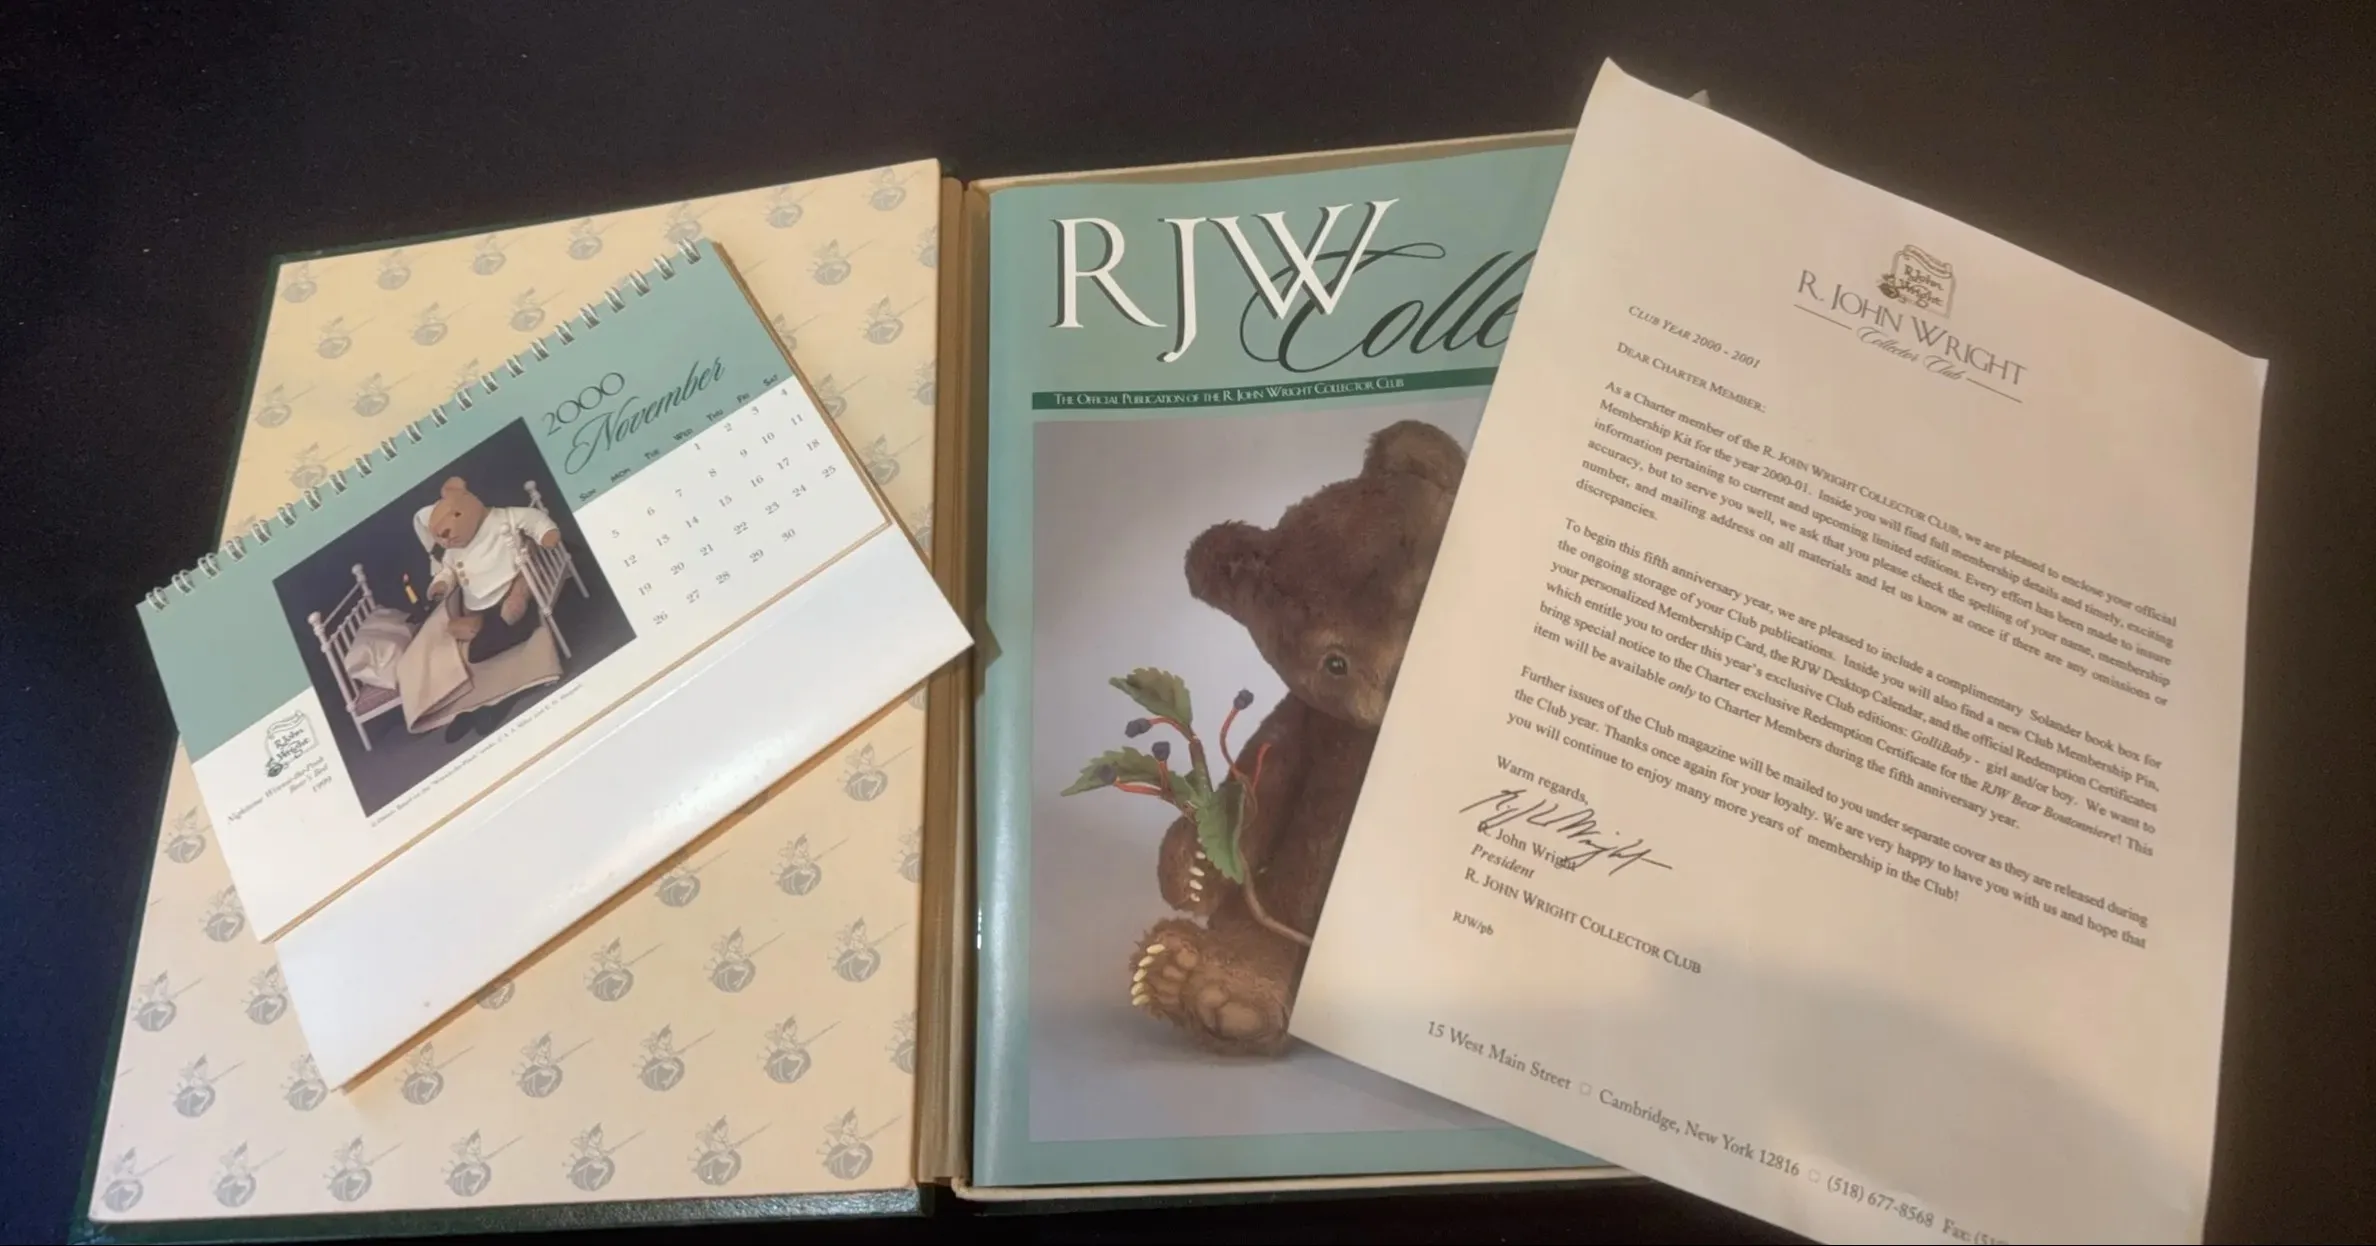 2000
November
SUN MON TUE WED THU FRI SAT
1 2 3 4
5 6 7 8 9 10 11
12 13 14 15 16 17 18
19 20 21 22 23 24 25
26 27 28 29 30
R. John
Wright
Nighttime Winnie-the-Pooh
Bear's Bed
1999
RJW
Colle
THE OFFICIAL PUBLICATION OF THE R. JOHN WRIGHT COLLECTOR CLUB
R. John
Wright
R. JOHN WRIGHT
Collector Club
CLUB YEAR 2000 - 2001
DEAR CHARTER MEMBER:
As a Charter member of the R. JOHN WRIGHT COLLECTOR CLUB, we are pleased to enclose your official
Membership Kit for the year 2000-01. Inside you will find full membership details and timely, exciting
information pertaining to current and upcoming limited editions. Every effort has been made to insure
accuracy, but to serve you well, we ask that you please check the spelling of your name, membership
number, and mailing address on all materials and let us know at once if there are any omissions or
discrepancies.
To begin this fifth anniversary year, we are pleased to include a complimentary Solander book box for
the ongoing storage of your Club publications. Inside you will also find a new Club Membership Pin,
your personalized Membership Card, the RJW Desktop Calendar, and the official Redemption Certificates
which entitle you to order this year's exclusive Club editions: GolliBaby - girl and/or boy. We want to
bring special notice to the Charter exclusive Redemption Certificate for the RJW Bear Boutonniere! This
item will be available only to Charter Members during the fifth anniversary year.
Further issues of the Club magazine will be mailed to you under separate cover as they are released during
the Club year. Thanks once again for your loyalty. We are very happy to have you with us and hope that
you will continue to enjoy many more years of membership in the Club!
Warm regards,
R. John Wright
President
R. JOHN WRIGHT COLLECTOR CLUB
RJW/pb
15 West Main Street □ Cambridge, New York 12816 □ (518) 677-8568 Fax: (51